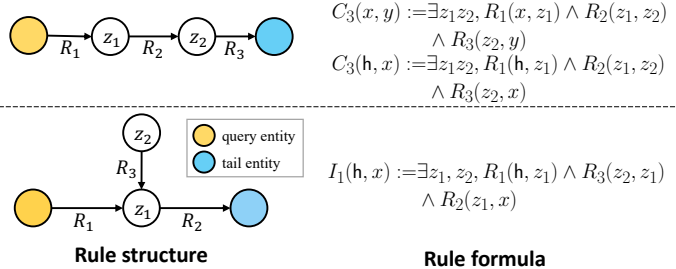 z₁ z₂
R₁ R₂ R₃
C₃(x, y) :=∃z₁z₂, R₁(x, z₁) ∧ R₂(z₁, z₂)
∧ R₃(z₂, y)
C₃(h, x) :=∃z₁z₂, R₁(h, z₁) ∧ R₂(z₁, z₂)
∧ R₃(z₂, x)
z₂
query entity
tail entity
R₃
z₁
R₁ R₂
I₁(h, x) :=∃z₁, z₂, R₁(h, z₁) ∧ R₃(z₂, z₁)
∧ R₂(z₁, x)
Rule structure
Rule formula